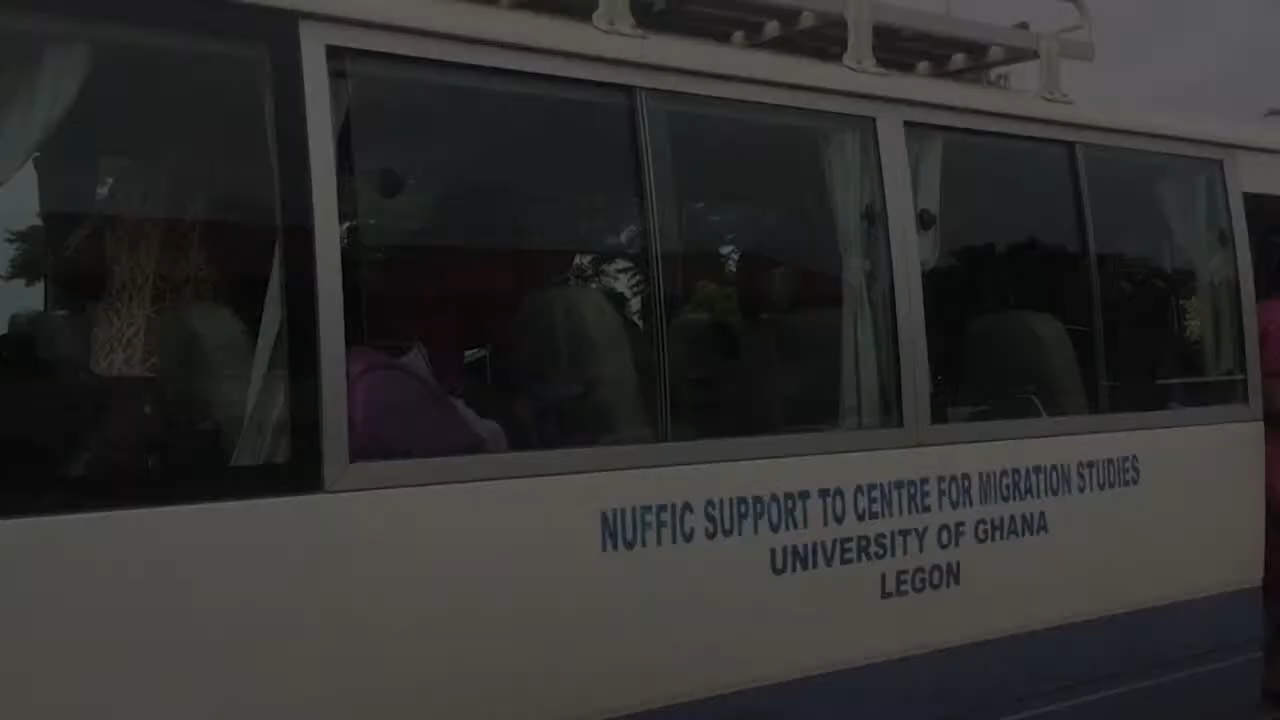 NUFFIC SUPPORT TO CENTRE FOR MIGRATION STUDIES
UNIVERSITY OF GHANA
LEGON